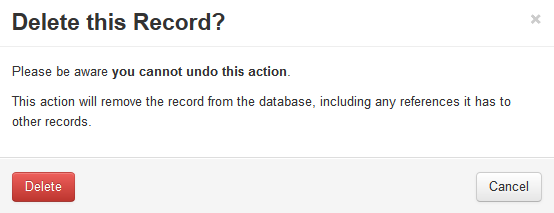 Delete this Record?
×
Please be aware you cannot undo this action.
This action will remove the record from the database, including any references it has to
other records.
Delete
Cancel